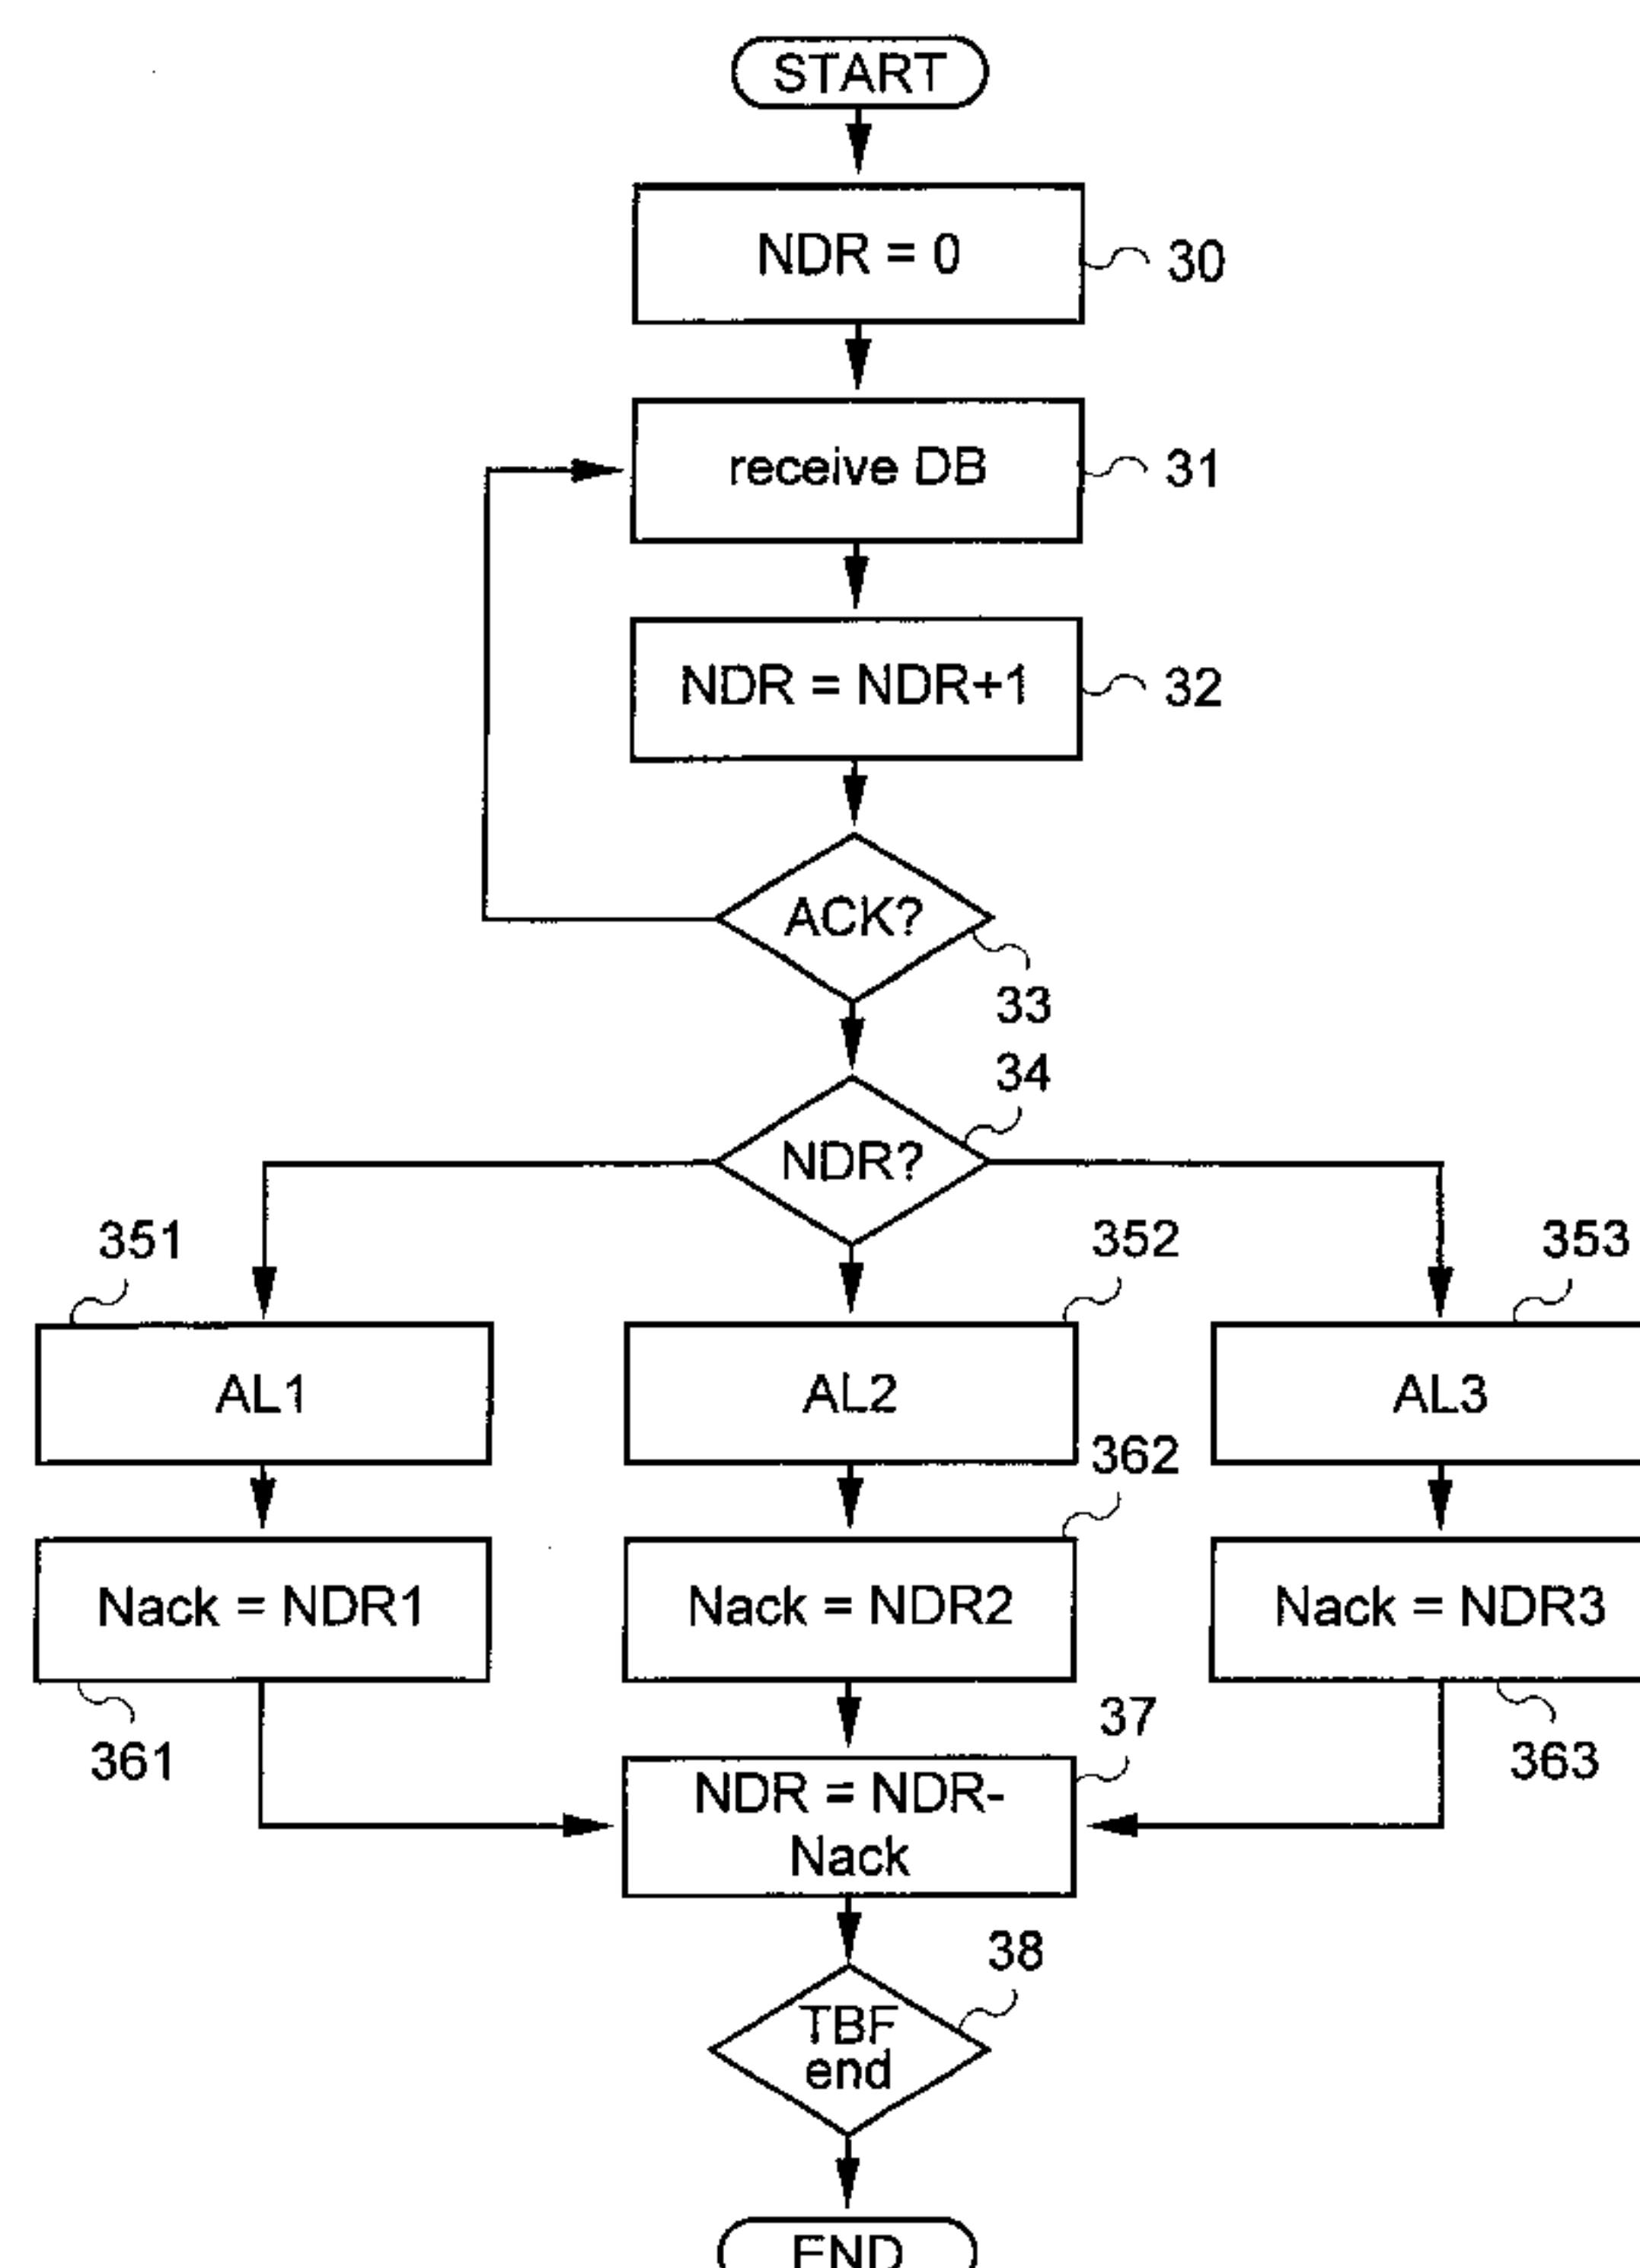 START
NDR = 0
30
receive DB
31
NDR = NDR+1
32
ACK?
33
34
NDR?
351
352
353
AL1
AL2
AL3
362
Nack = NDR1
Nack = NDR2
Nack = NDR3
361
37
363
NDR = NDR-
Nack
38
TBF
end
END